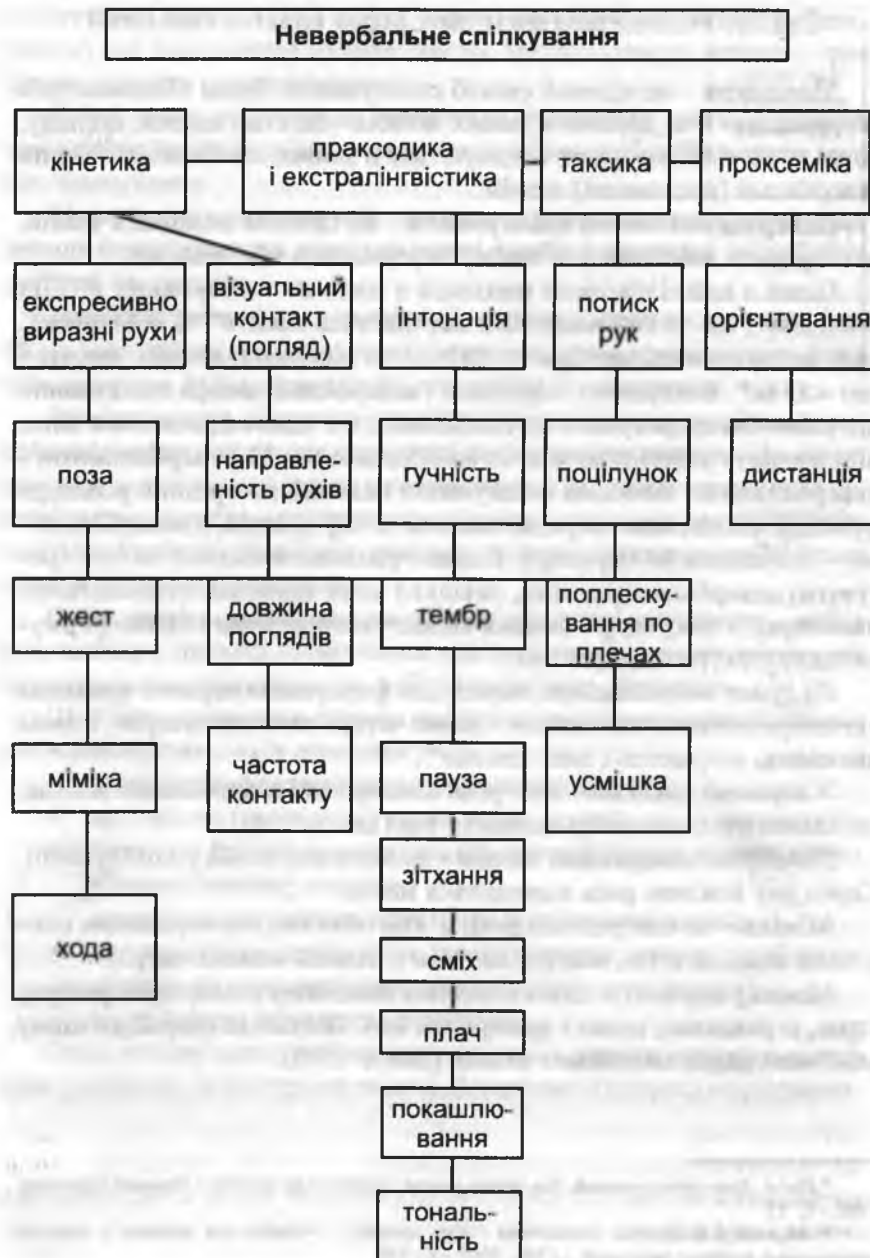 Невербальне спілкування
кінетика
праксодика
і екстралінгвістика
таксика
проксеміка
експресивно
виразні рухи
візуальний
контакт
(погляд)
інтонація
потиск
рук
орієнтування
поза
направле-
ність рухів
гучність
поцілунок
дистанція
жест
довжина
поглядів
тембр
поплеску-
вання по
плечах
міміка
частота
контакту
пауза
усмішка
зітхання
хода
сміх
плач
покашлю-
вання
тональ-
ність